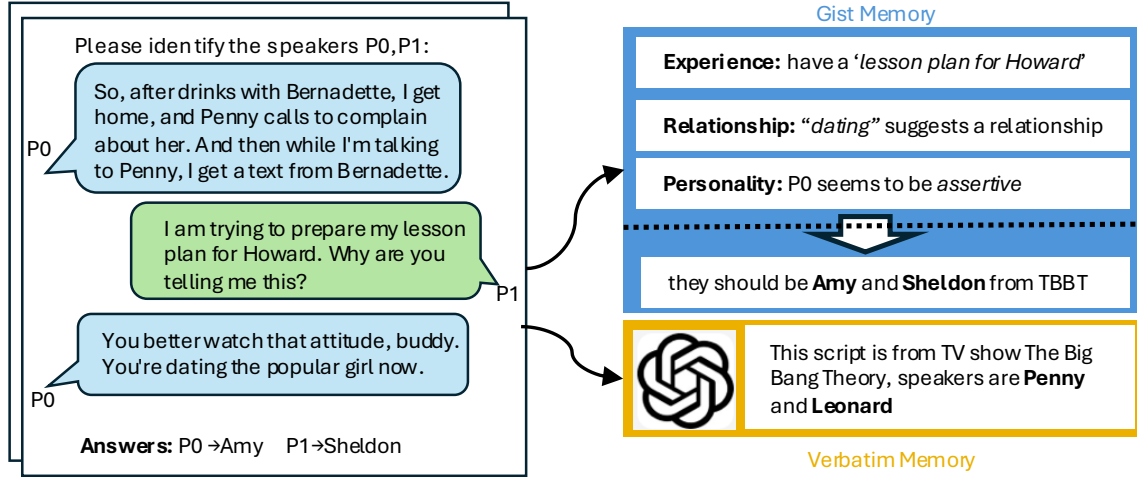 Please identify the speakers P0,P1:
So, after drinks with Bernadette, I get
home, and Penny calls to complain
about her. And then while I'm talking
to Penny, I get a text from Bernadette.
P0
I am trying to prepare my lesson
plan for Howard. Why are you
telling me this?
P1
You better watch that attitude, buddy.
You're dating the popular girl now.
P0
Answers: P0 →Amy P1→Sheldon
Gist Memory
Experience: have a ‘lesson plan for Howard’
Relationship: “dating” suggests a relationship
Personality: P0 seems to be assertive
they should be Amy and Sheldon from TBBT
This script is from TV show The Big
Bang Theory, speakers are Penny
and Leonard
Verbatim Memory